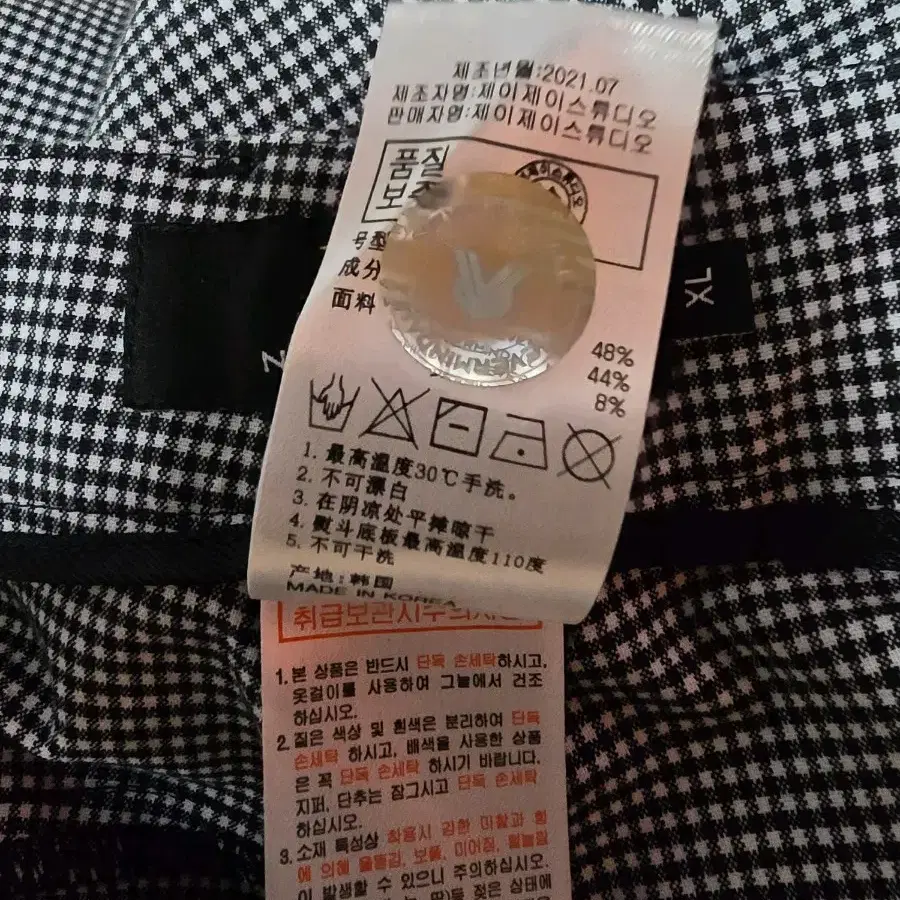 제조년월:2021.07
제조자명:제이제이스튜디오
판매자명:제이제이스튜디오
품질
号型
成分
面料
XL
48%
44%
8%
1. 最高温度30℃手洗。
2. 不可漂白
3. 在阴凉处平摊晾干
4. 熨斗底板最高温度110度
5. 不可干洗
产地:韩国
MADE IN KOREA
1. 본 상품은 반드시 단독 손세탁하시고,
옷걸이를 사용하여 그늘에서 건조
하십시오.
2. 짙은 색상 및 흰색은 분리하여 단독
손세탁 하시고, 배색을 사용한 상품
은 꼭 단독 손세탁 하시기 바랍니다.
지퍼, 단추는 잠그시고 단독 손세탁
하십시오.
3. 소재 특성상 착용시 강한 마찰과
에 의해 올뜯김, 보풀, 미어짐,
이 발생할 수 있으니 주의하십시오.
젖은 상태에